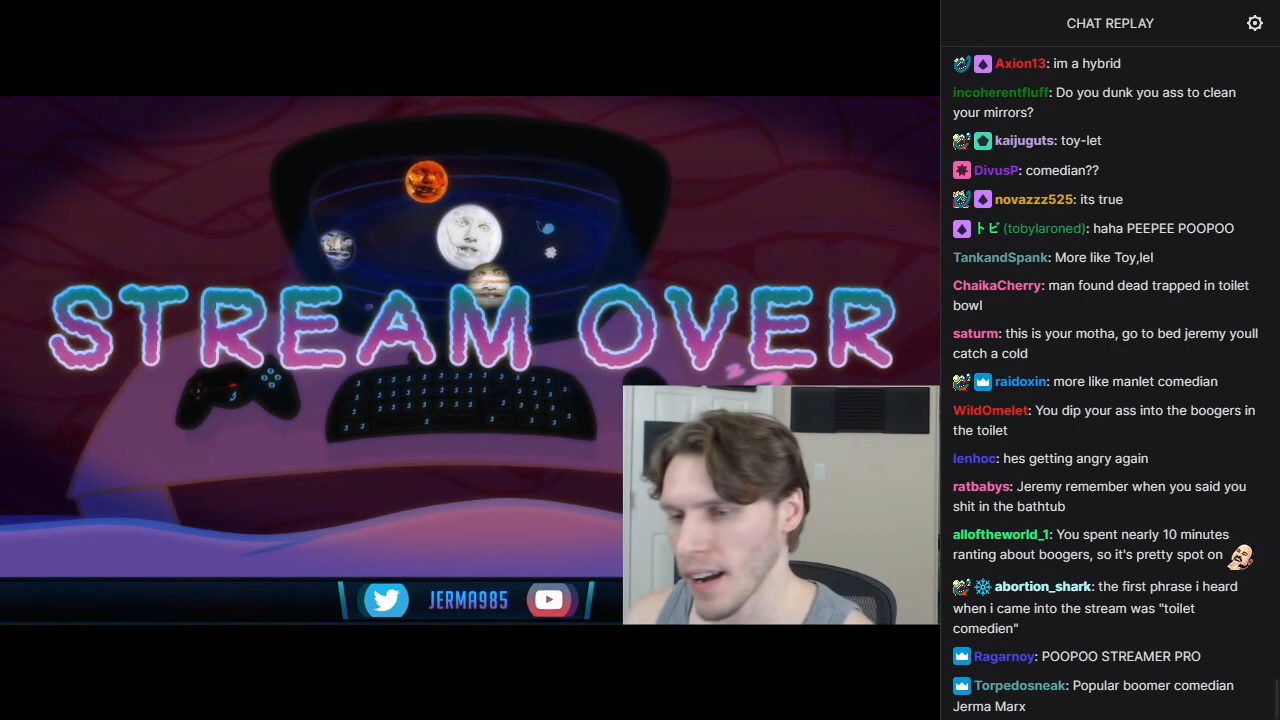 STREAM OVER
JERMA985
CHAT REPLAY
Axion13: im a hybrid
incoherentfluff: Do you dunk you ass to clean
your mirrors?
kaijuguts: toy-let
DivusP: comedian??
novazzz525: its true
トビ (tobylaroned): haha PEEPEE POOPOO
TankandSpank: More like Toy,lel
ChaikaCherry: man found dead trapped in toilet
bowl
saturm: this is your motha, go to bed jeremy youll
catch a cold
raidoxin: more like manlet comedian
WildOmelet: You dip your ass into the boogers in
the toilet
lenhoc: hes getting angry again
ratbabys: Jeremy remember when you said you
shit in the bathtub
alloftheworld_1: You spent nearly 10 minutes
ranting about boogers, so it's pretty spot on
abortion_shark: the first phrase i heard
when i came into the stream was "toilet
comedien"
Ragarnoy: POOPOO STREAMER PRO
Torpedosneak: Popular boomer comedian
Jerma Marx